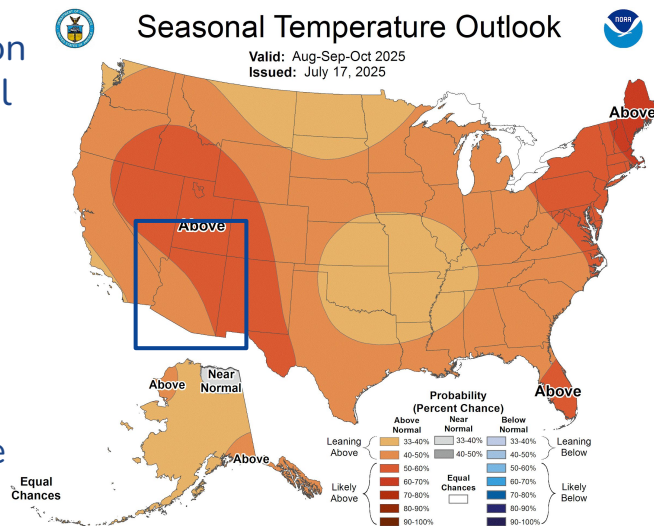 on
l
e
Seasonal Temperature Outlook
NOAA
Valid: Aug-Sep-Oct 2025
Issued: July 17, 2025
Above
Above
Above
Above
Near
Normal
Above
Equal
Chances
Probability
(Percent Chance)
Above
Normal
Near
Normal
Below
Normal
Leaning
Above
33-40%
40-50%
33-40%
40-50%
33-40%
40-50%
Leaning
Below
Likely
Above
50-60%
60-70%
70-80%
80-90%
90-100%
Equal
Chances
50-60%
60-70%
70-80%
80-90%
90-100%
Likely
Below